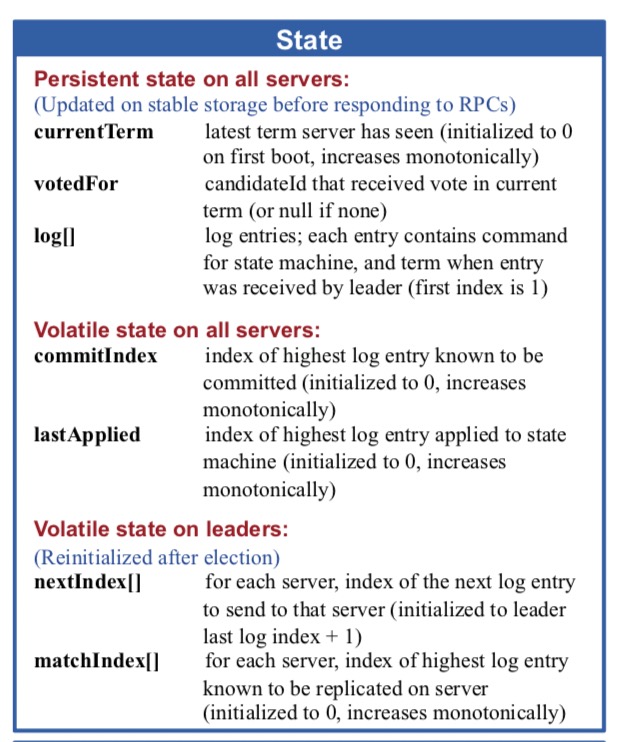 State
Persistent state on all servers:
(Updated on stable storage before responding to RPCs)
currentTerm latest term server has seen (initialized to 0
on first boot, increases monotonically)
votedFor candidateId that received vote in current
term (or null if none)
log[] log entries; each entry contains command
for state machine, and term when entry
was received by leader (first index is 1)
Volatile state on all servers:
commitIndex index of highest log entry known to be
committed (initialized to 0, increases
monotonically)
lastApplied index of highest log entry applied to state
machine (initialized to 0, increases
monotonically)
Volatile state on leaders:
(Reinitialized after election)
nextIndex[] for each server, index of the next log entry
to send to that server (initialized to leader
last log index + 1)
matchIndex[] for each server, index of highest log entry
known to be replicated on server
(initialized to 0, increases monotonically)